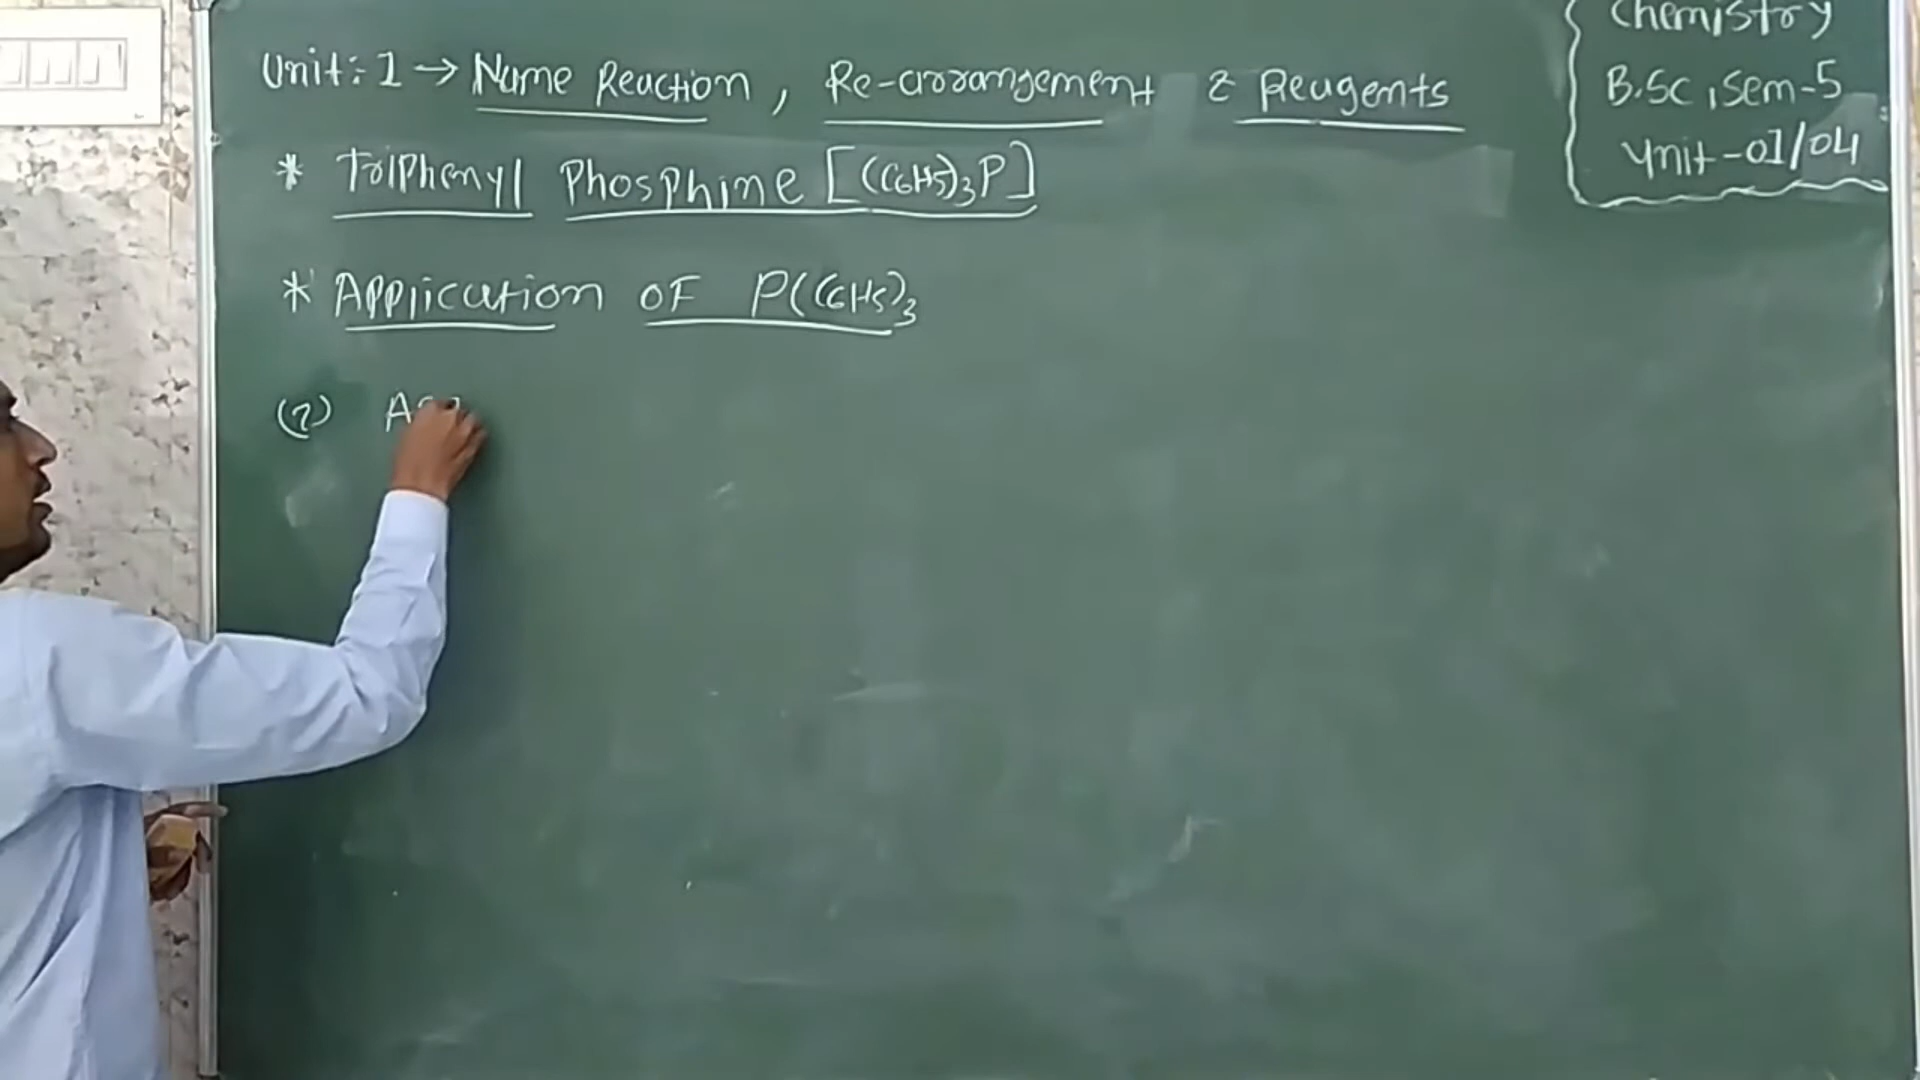 Chemistry
B.Sc, Sem-5
Unit-01/04
Unit:-1 → Name Reaction, Re-arrangement & Reagents
* Triphenyl Phosphine [(C6H5)3P]
* Application OF P(C6H5)3
(1)